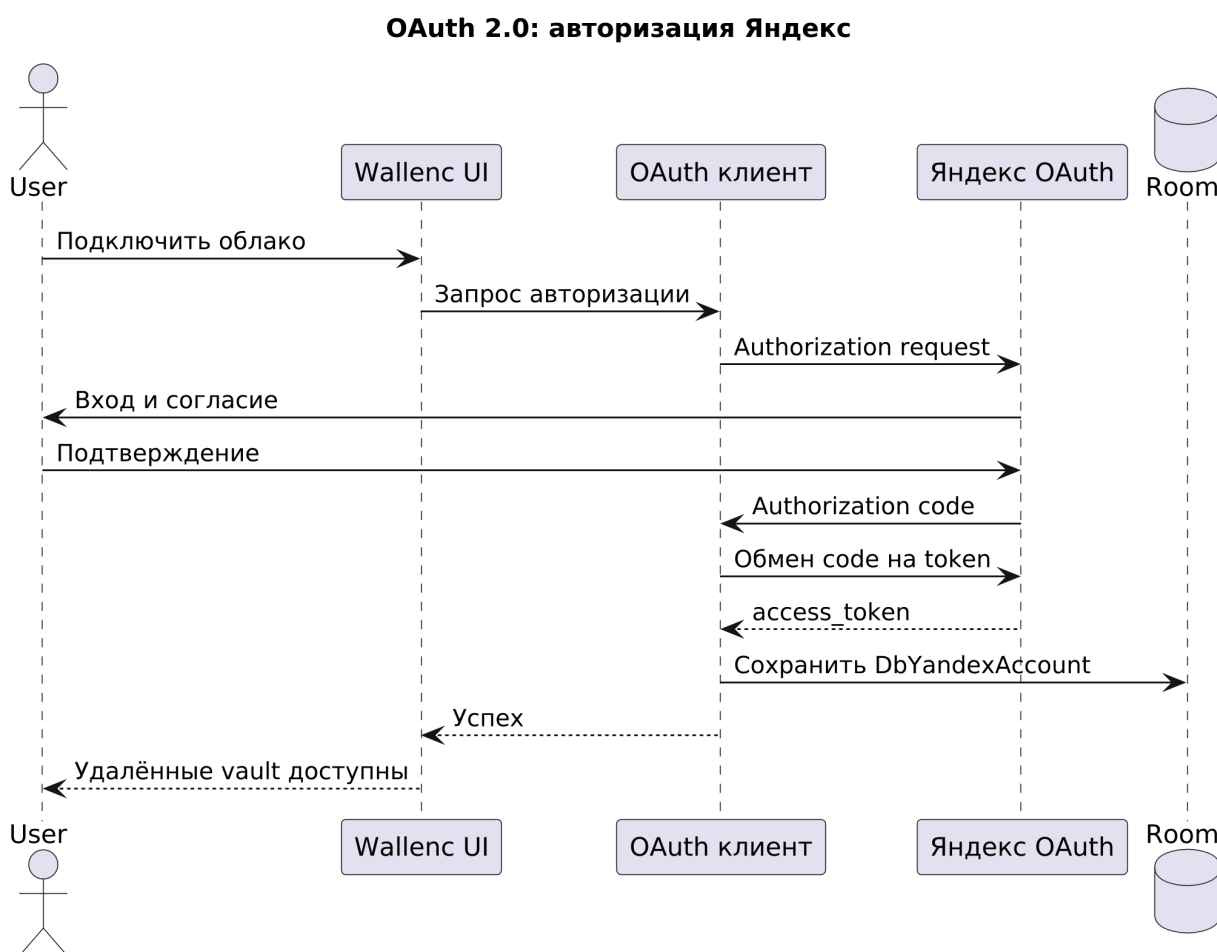 OAuth 2.0: авторизация Яндекс
User
Wallenc UI
OAuth клиент
Яндекс OAuth
Room
Подключить облако
Запрос авторизации
Authorization request
Вход и согласие
Подтверждение
Authorization code
Обмен code на token
access_token
Сохранить DbYandexAccount
Успех
Удалённые vault доступны
User
Wallenc UI
OAuth клиент
Яндекс OAuth
Room